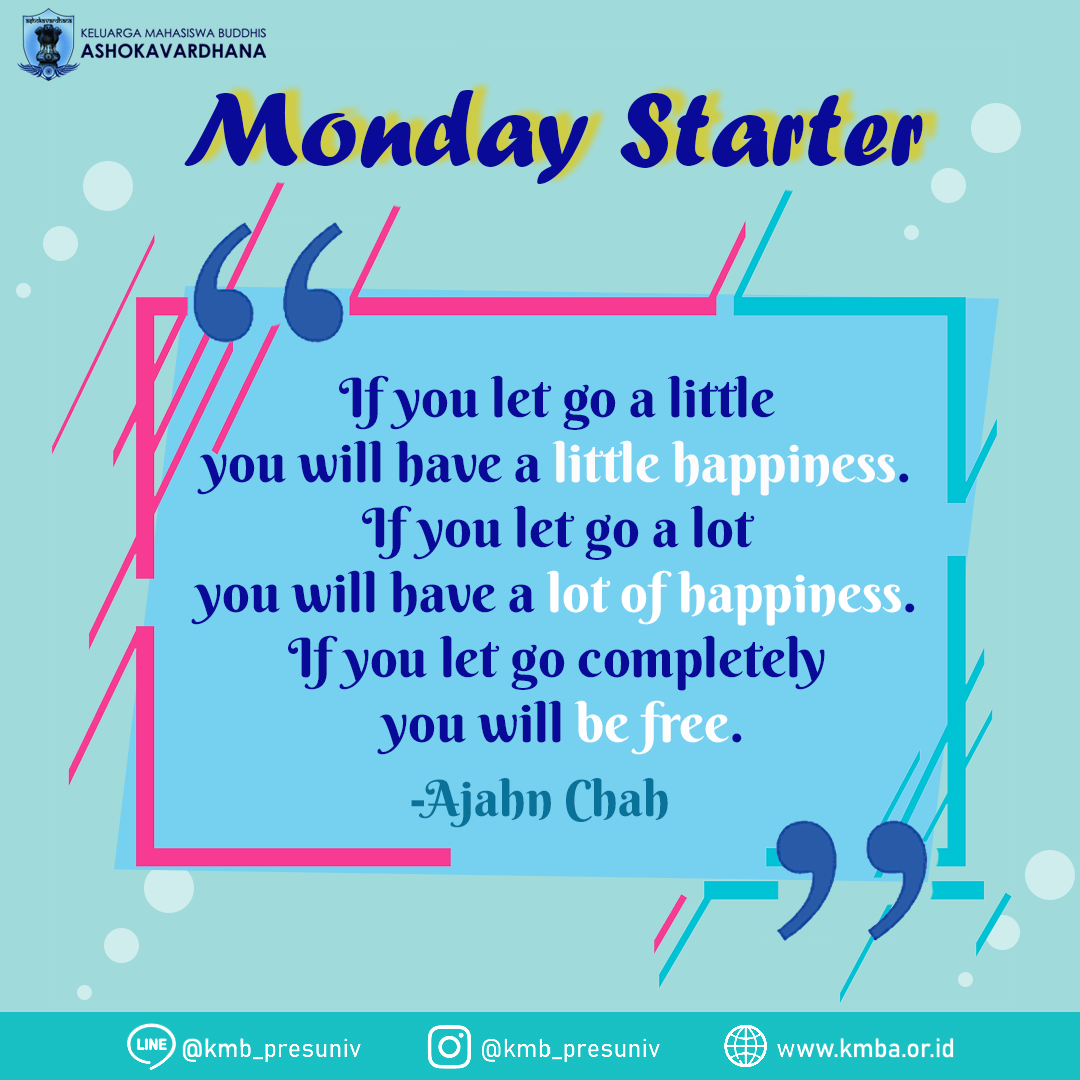 ashokavardhana
KELUARGA MAHASISWA BUDDHIS
ASHOKAVARDHANA
Monday Starter
“
If you let go a little
you will have a little happiness.
If you let go a lot
you will have a lot of happiness.
If you let go completely
you will be free.
-Ajahn Chah
”
LINE @kmb_presuniv @kmb_presuniv www.kmba.or.id